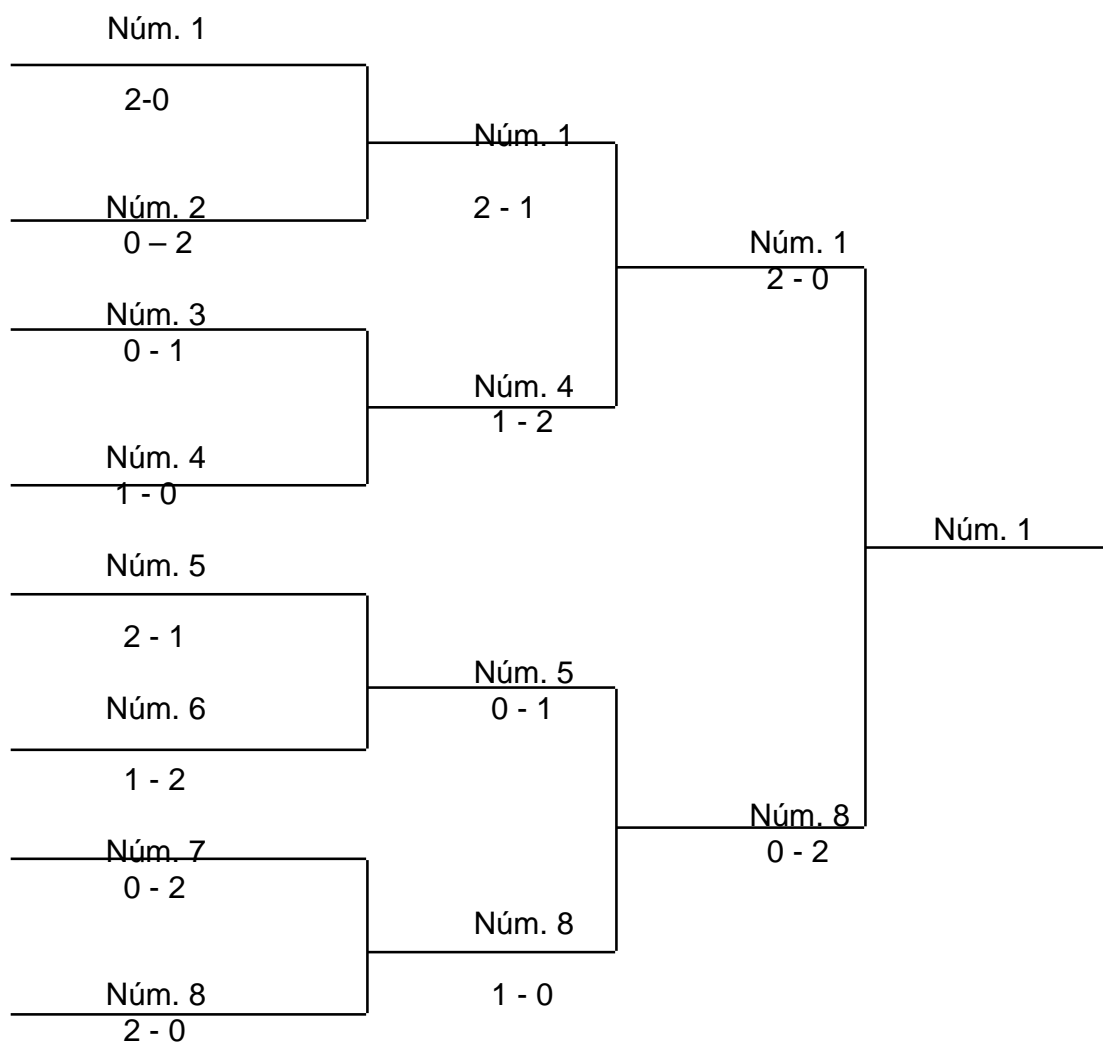 Núm. 1
2-0
Núm. 1
Núm. 2
2 - 1
0 – 2
Núm. 1
2 - 0
Núm. 3
0 - 1
Núm. 4
1 - 2
Núm. 4
1 - 0
Núm. 1
Núm. 5
2 - 1
Núm. 5
0 - 1
Núm. 6
1 - 2
Núm. 8
0 - 2
Núm. 7
0 - 2
Núm. 8
1 - 0
Núm. 8
2 - 0